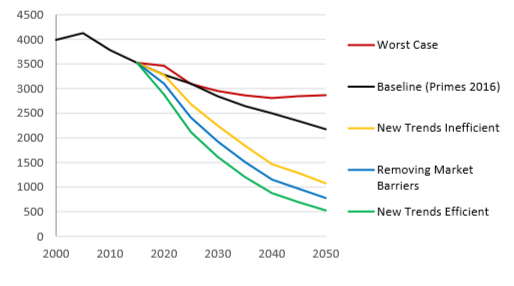 4500
4000
3500
3000
2500
2000
1500
1000
500
0
2000 2010 2020 2030 2040 2050
Worst Case
Baseline (Primes 2016)
New Trends Inefficient
Removing Market
Barriers
New Trends Efficient